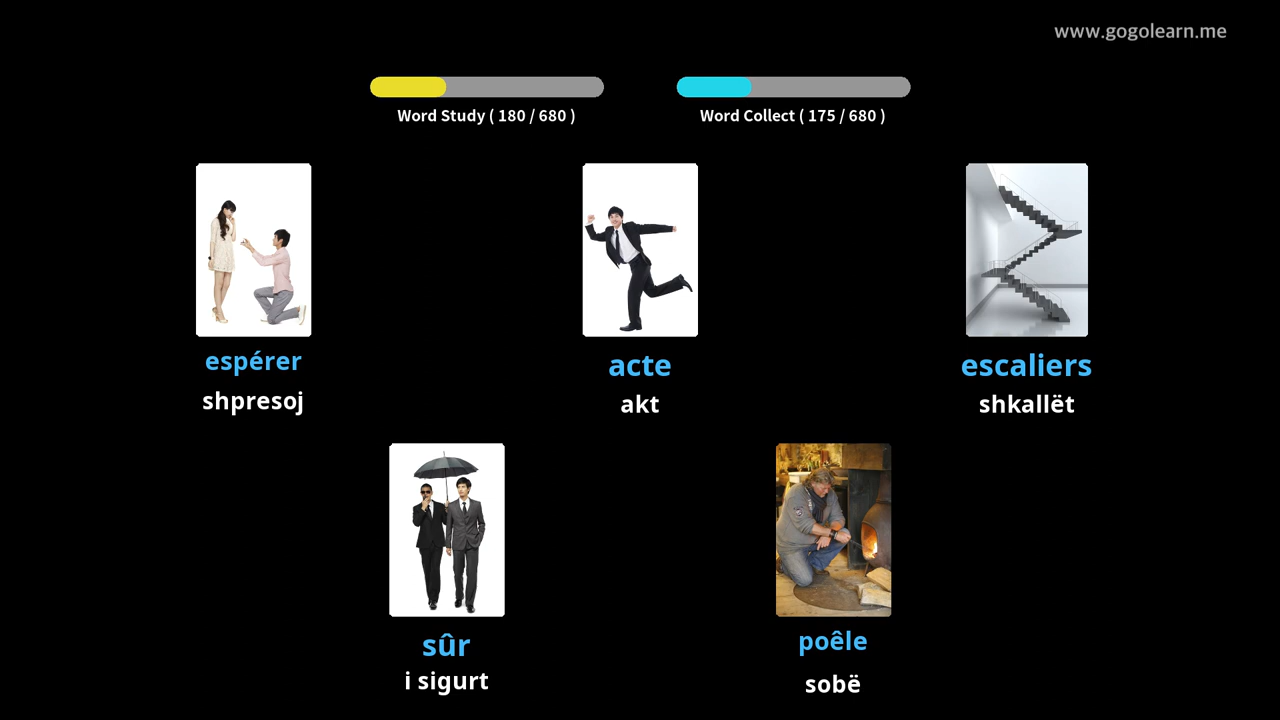 www.gogolearn.me
Word Study ( 180 / 680 )
Word Collect ( 175 / 680 )
espérer
shpresoj
acte
akt
escaliers
shkallët
sûr
i sigurt
poêle
sobë